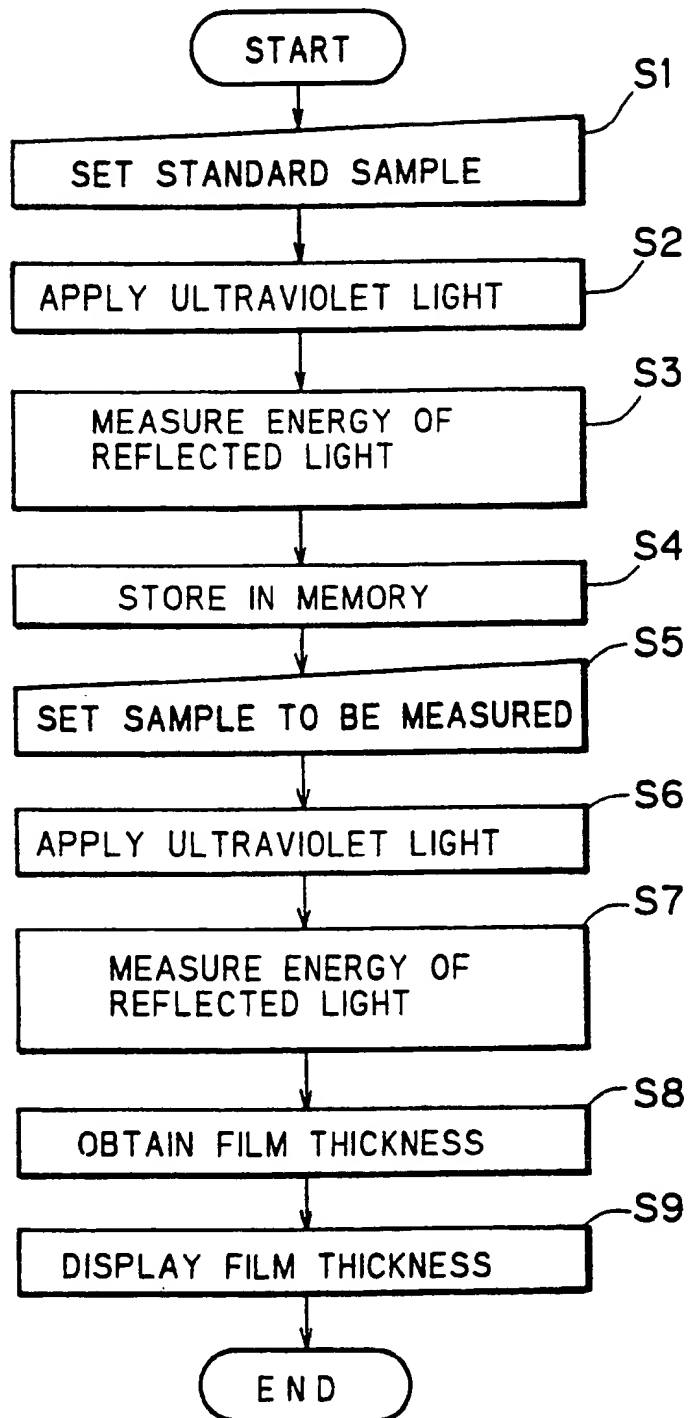 START
S1
SET STANDARD SAMPLE
S2
APPLY ULTRAVIOLET LIGHT
S3
MEASURE ENERGY OF
REFLECTED LIGHT
S4
STORE IN MEMORY
S5
SET SAMPLE TO BE MEASURED
S6
APPLY ULTRAVIOLET LIGHT
S7
MEASURE ENERGY OF
REFLECTED LIGHT
S8
OBTAIN FILM THICKNESS
S9
DISPLAY FILM THICKNESS
END